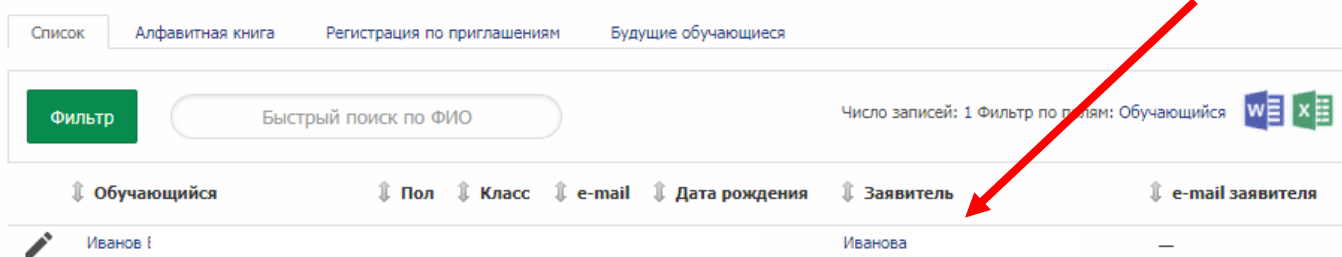 Список Алфавитная книга Регистрация по приглашениям Будущие обучающиеся
Фильтр Быстрый поиск по ФИО Число записей: 1 Фильтр по полям: Обучающийся
Обучающийся Пол Класс e-mail Дата рождения Заявитель e-mail заявителя
Иванов Иванова —